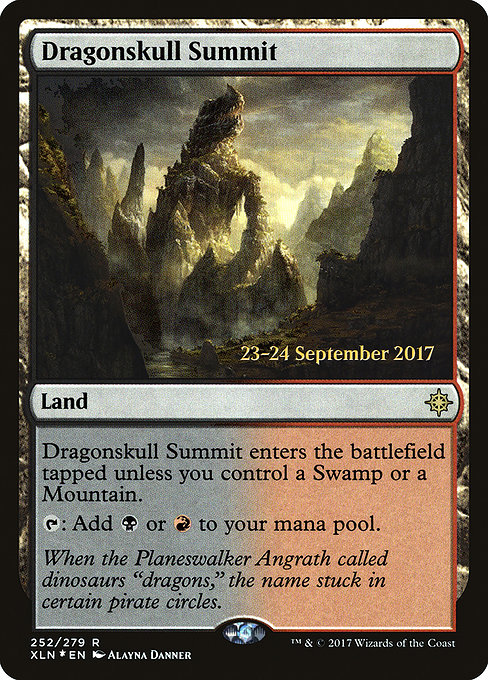 Dragonskull Summit
23–24 September 2017
Land
Dragonskull Summit enters the battlefield
tapped unless you control a Swamp or a
Mountain.
: Add or to your mana pool.
When the Planeswalker Angrath called
dinosaurs “dragons,” the name stuck in
certain pirate circles.
252/279 R
XLN EN Alayna Danner
™ & © 2017 Wizards of the Coast